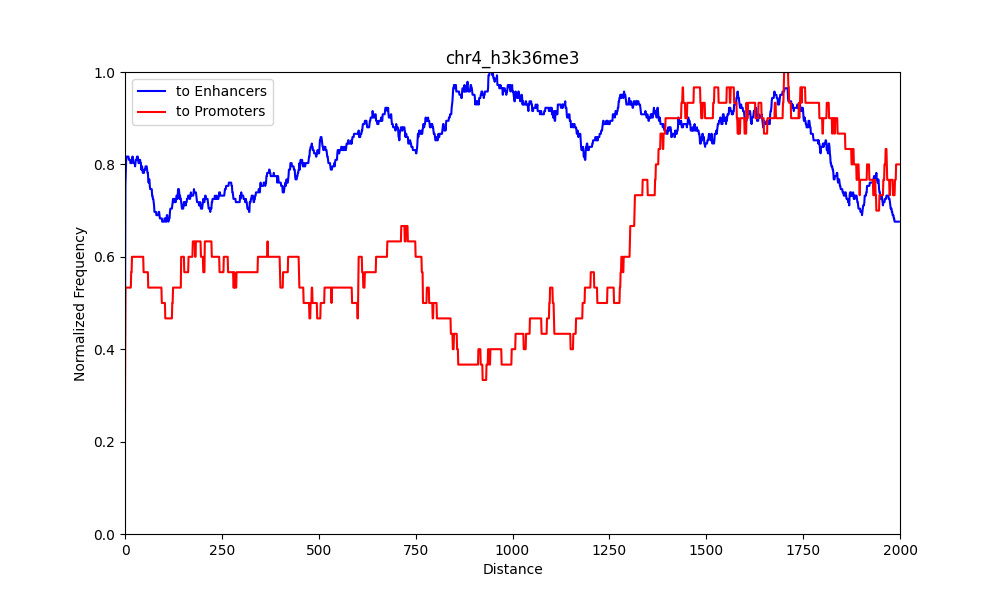 chr4_h3k36me3
to Enhancers
to Promoters
Normalized Frequency
1.0
0.8
0.6
0.4
0.2
0.0
0 250 500 750 1000 1250 1500 1750 2000
Distance